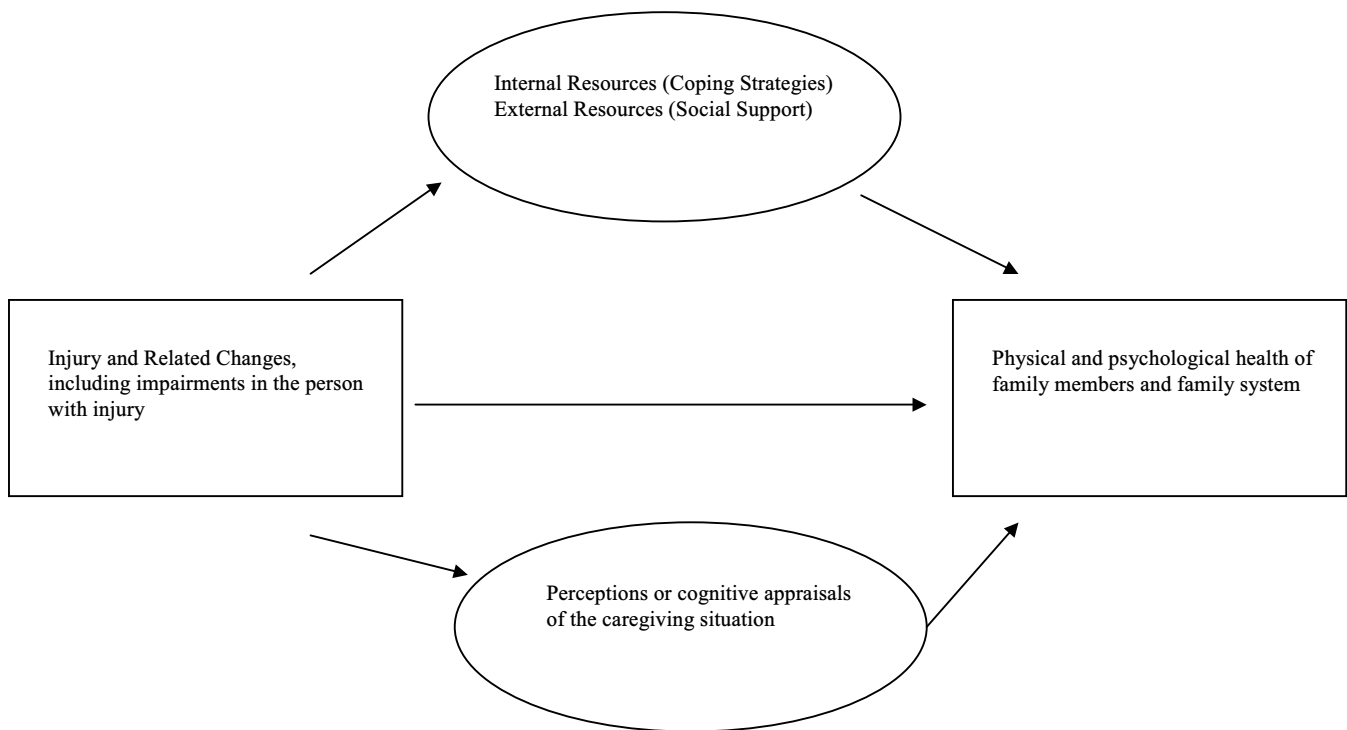 Internal Resources (Coping Strategies)
External Resources (Social Support)
Injury and Related Changes,
including impairments in the person
with injury
Physical and psychological health of
family members and family system
Perceptions or cognitive appraisals
of the caregiving situation